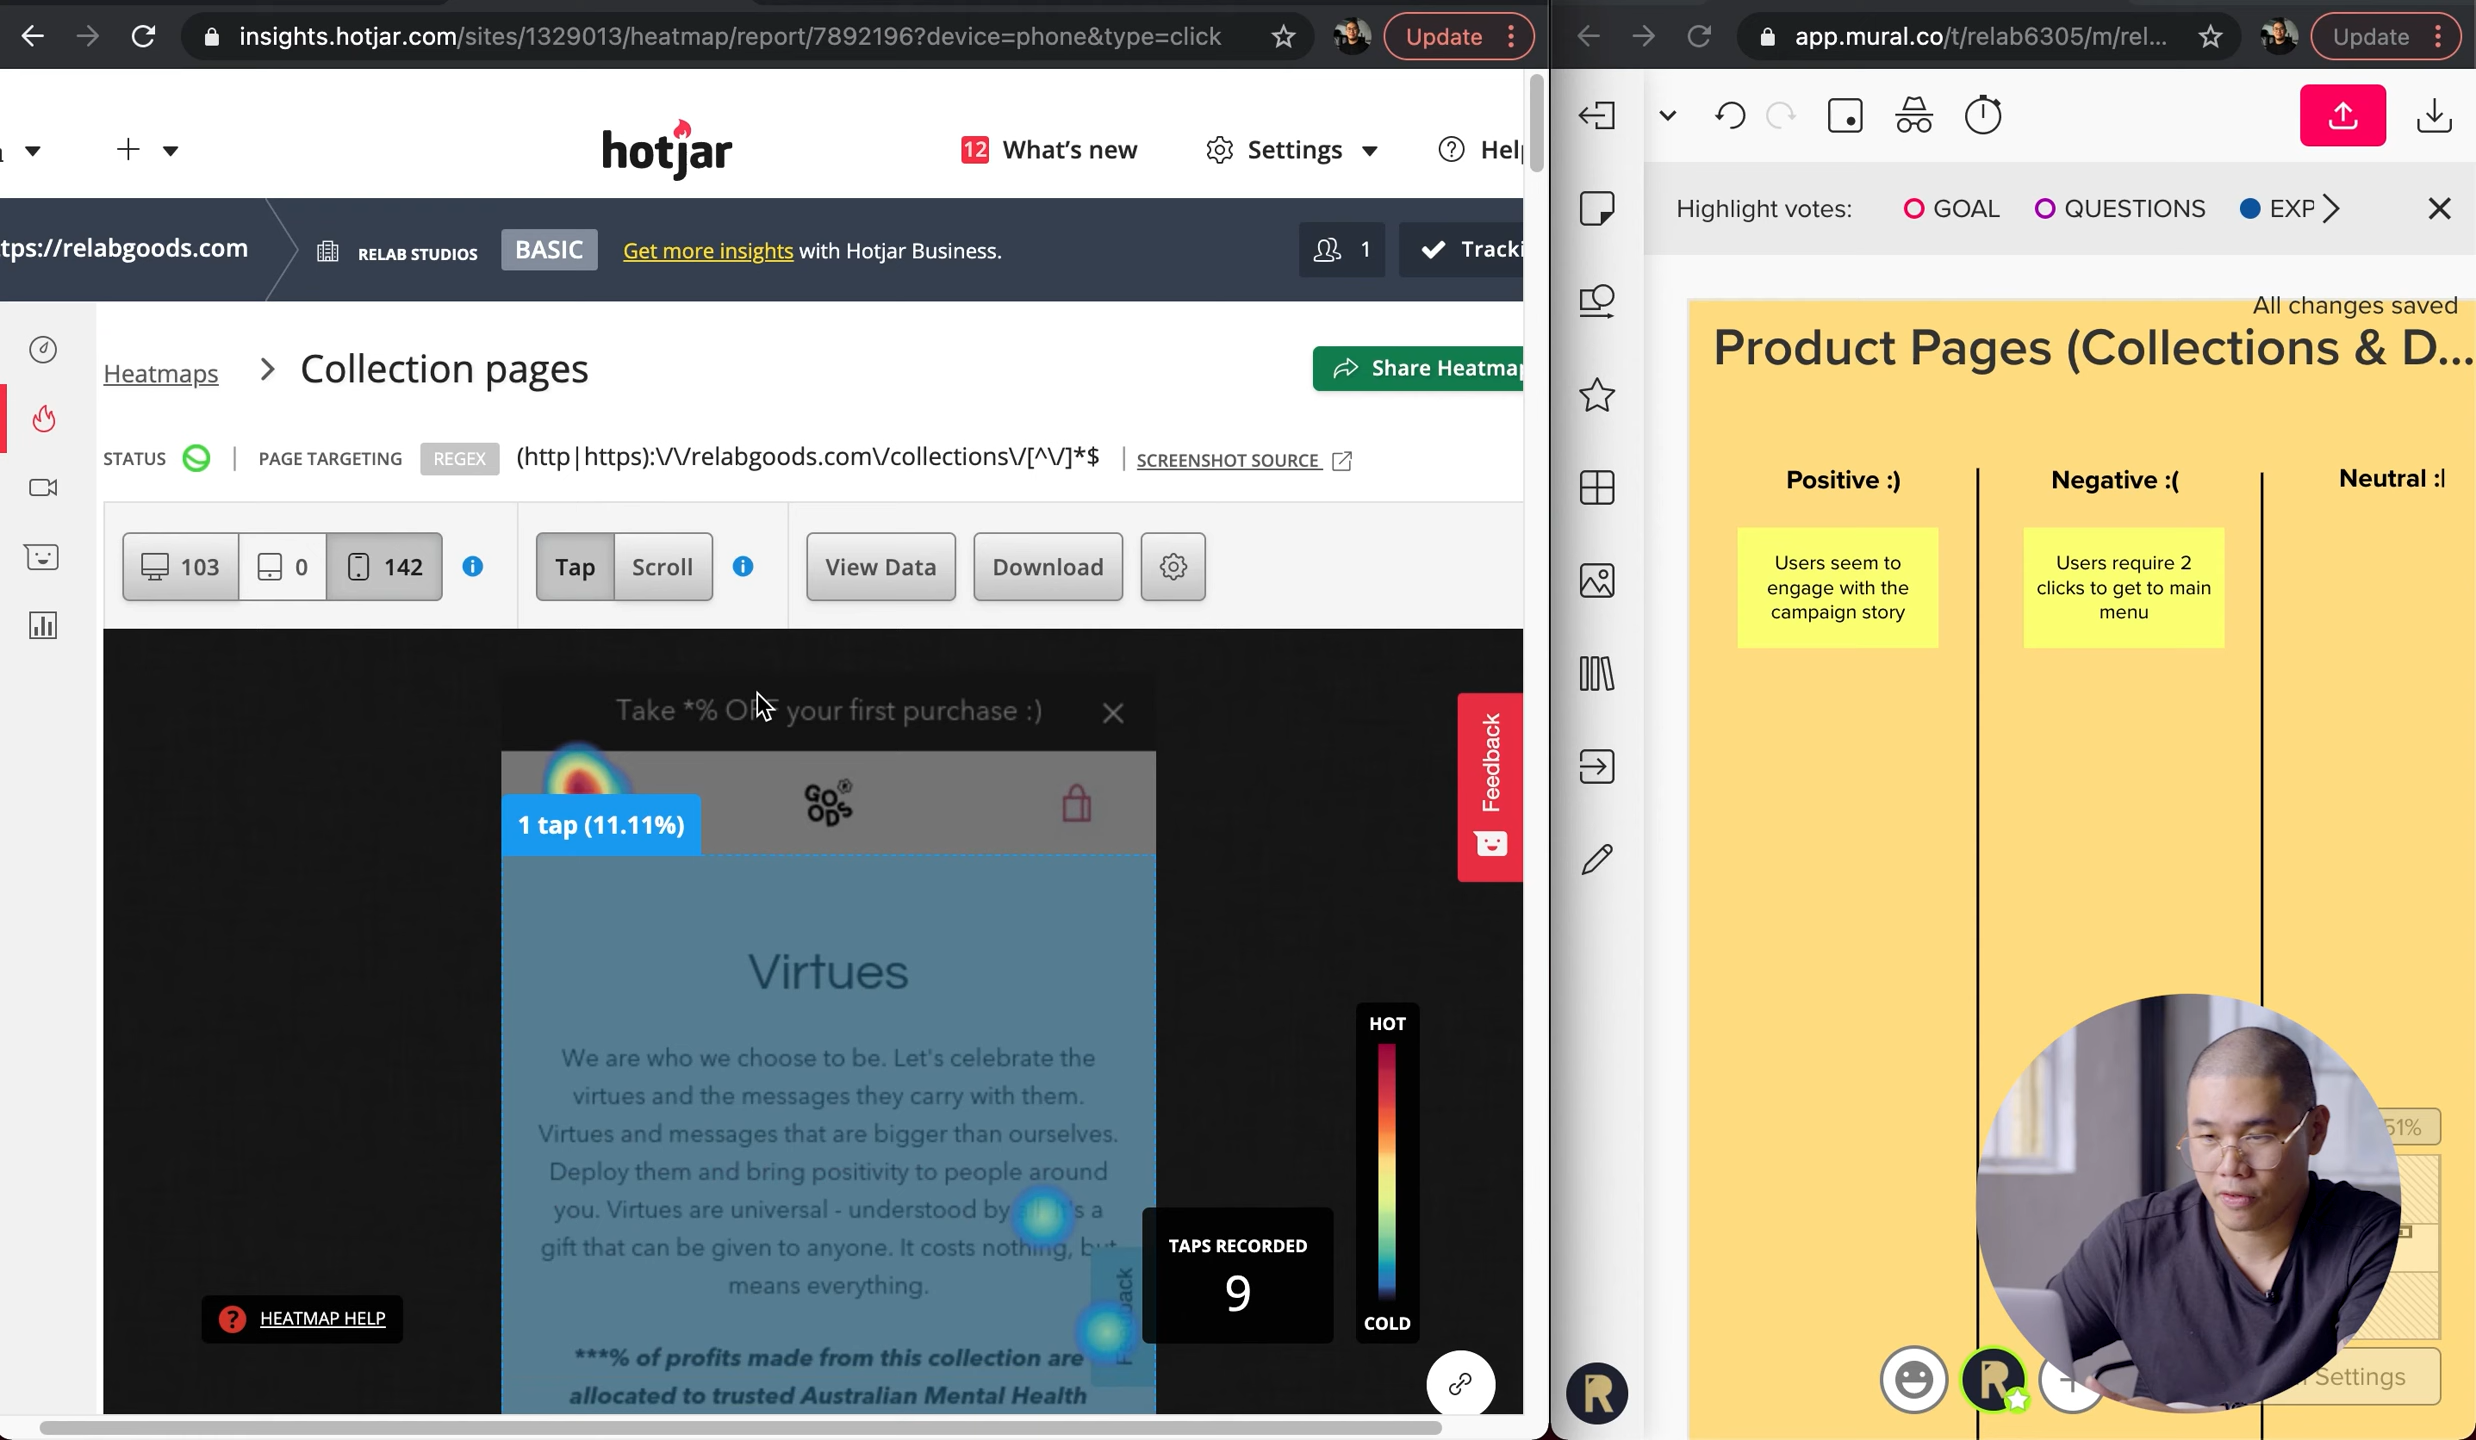 insights.hotjar.com/sites/1329013/heatmap/report/7892196?device=phone&type=click
Update
hotjar
12 What's new
Settings
Hel
tps://relabgoods.com
RELAB STUDIOS
BASIC
Get more insights with Hotjar Business.
1
Tracki
Heatmaps > Collection pages
Share Heatmap
STATUS | PAGE TARGETING REGEX (http|https):\/\/relabgoods.com\/collections\/[^\/]*$ | SCREENSHOT SOURCE
103 0 142
Tap Scroll
View Data
Download
Take *% OFF your first purchase :)
GOODS
1 tap (11.11%)
Virtues
We are who we choose to be. Let's celebrate the
virtues and the messages they carry with them.
Virtues and messages that are bigger than ourselves.
Deploy them and bring positivity to people around
you. Virtues are universal - understood by s a
gift that can be given to anyone. It costs nothing, but
means everything.
***% of profits made from this collection are
allocated to trusted Australian Mental Health
Feedback
HOT
COLD
TAPS RECORDED
9
HEATMAP HELP
app.mural.co/t/relab6305/m/rel...
Update
Highlight votes: GOAL QUESTIONS EXP
All changes saved
Product Pages (Collections & D...
Positive :)
Negative :(
Neutral :|
Users seem to
engage with the
campaign story
Users require 2
clicks to get to main
menu
51%
Settings
R
R